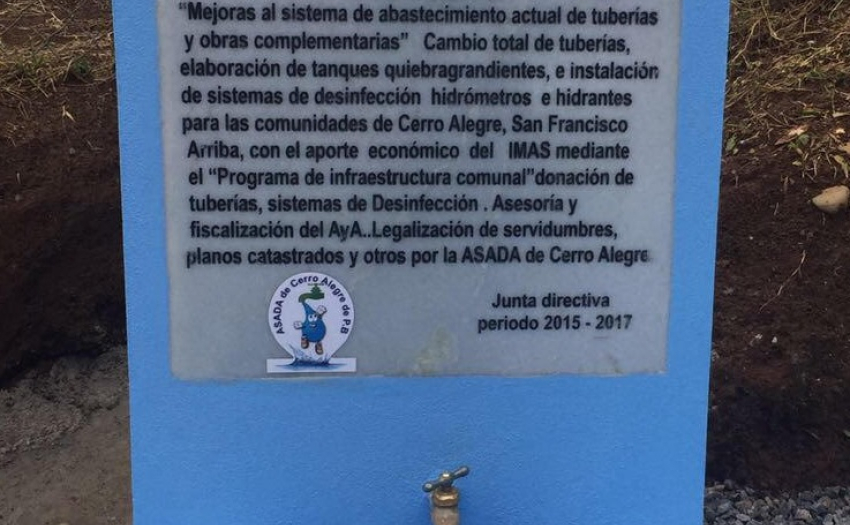 “Mejoras al sistema de abastecimiento actual de tuberías
y obras complementarias” Cambio total de tuberías,
elaboración de tanques quiebragrandientes, e instalación
de sistemas de desinfección hidrómetros e hidrantes
para las comunidades de Cerro Alegre, San Francisco
Arriba, con el aporte económico del IMAS mediante
el “Programa de infraestructura comunal”donación de
tuberías, sistemas de Desinfección . Asesoría y
fiscalización del AyA..Legalización de servidumbres,
planos catastrados y otros por la ASADA de Cerro Alegre
ASADA de Cerro Alegre de P.B
Junta directiva
periodo 2015 - 2017